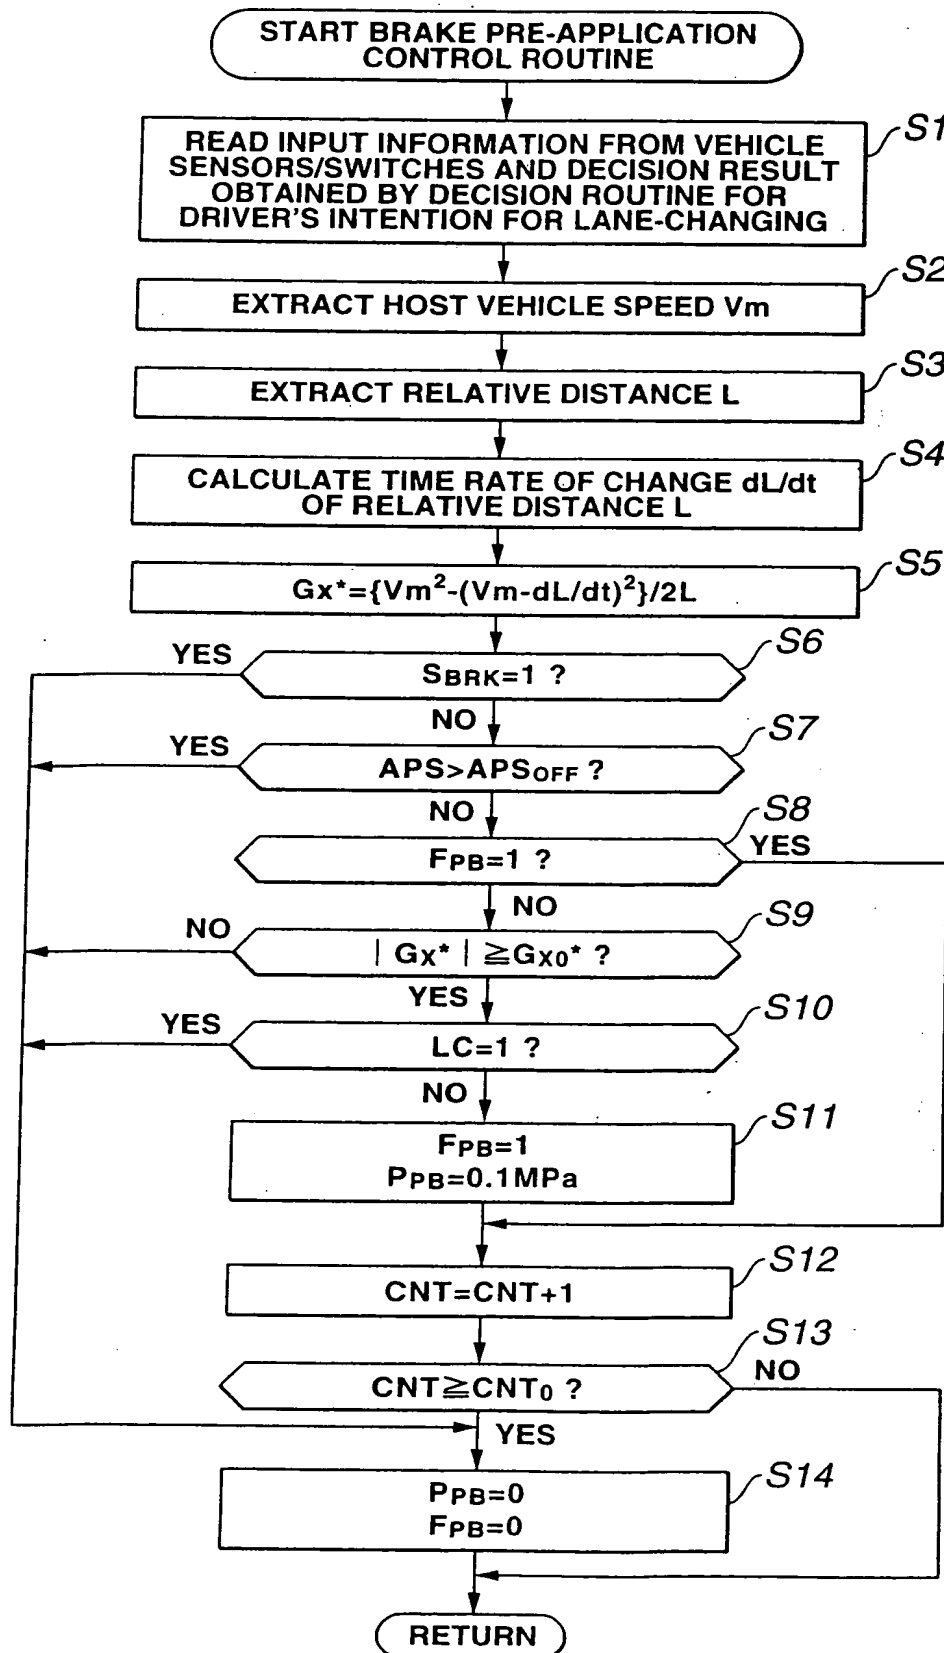 START BRAKE PRE-APPLICATION
CONTROL ROUTINE
S1
READ INPUT INFORMATION FROM VEHICLE
SENSORS/SWITCHES AND DECISION RESULT
OBTAINED BY DECISION ROUTINE FOR
DRIVER'S INTENTION FOR LANE-CHANGING
S2
EXTRACT HOST VEHICLE SPEED Vm
S3
EXTRACT RELATIVE DISTANCE L
S4
CALCULATE TIME RATE OF CHANGE dL/dt
OF RELATIVE DISTANCE L
S5
Gx*={Vm²-(Vm-dL/dt)²}/2L
S6
YES
SBRK=1 ?
NO
S7
YES
APS>APSOFF ?
NO
S8
FPB=1 ?
YES
NO
S9
NO
| Gx* | ≧GX0* ?
YES
S10
YES
LC=1 ?
NO
S11
FPB=1
PPB=0.1MPa
S12
CNT=CNT+1
S13
CNT≧CNT0 ?
NO
YES
S14
PPB=0
FPB=0
RETURN